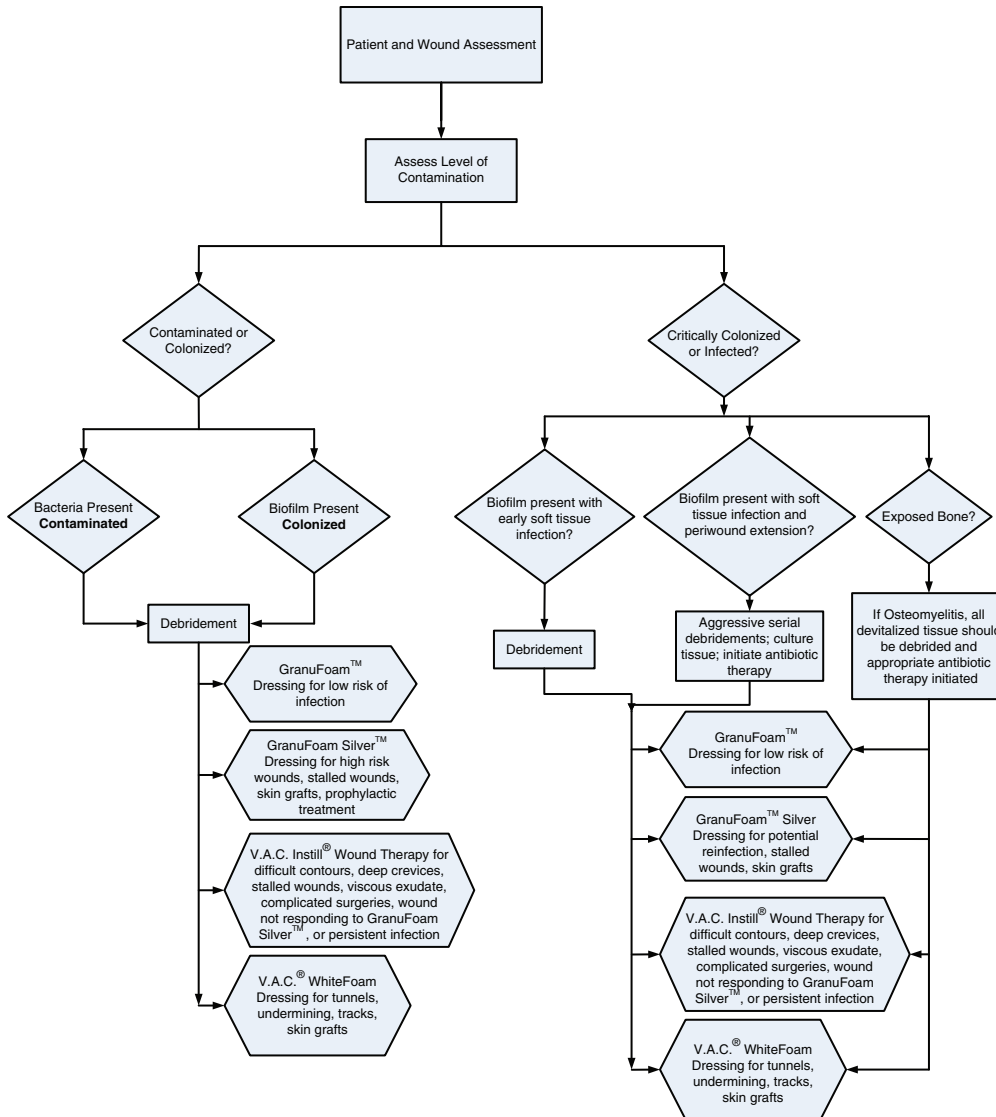 Patient and Wound Assessment
Assess Level of
Contamination
Contaminated or
Colonized?
Critically Colonized
or Infected?
Bacteria Present
Contaminated
Biofilm Present
Colonized
Biofilm present with
early soft tissue
infection?
Biofilm present with soft
tissue infection and
periwound extension?
Exposed Bone?
Debridement
Debridement
Aggressive serial
debridements; culture
tissue; initiate antibiotic
therapy
If Osteomyelitis, all
devitalized tissue should
be debrided and
appropriate antibiotic
therapy initiated
GranuFoam™
Dressing for low risk of
infection
GranuFoam Silver™
Dressing for high risk
wounds, stalled wounds,
skin grafts, prophylactic
treatment
V.A.C. Instill® Wound Therapy for
difficult contours, deep crevices,
stalled wounds, viscous exudate,
complicated surgeries, wound
not responding to GranuFoam
Silver™, or persistent infection
V.A.C.® WhiteFoam
Dressing for tunnels,
undermining, tracks,
skin grafts
GranuFoam™
Dressing for low risk of
infection
GranuFoam™ Silver
Dressing for potential
reinfection, stalled
wounds, skin grafts
V.A.C. Instill® Wound Therapy for
difficult contours, deep crevices,
stalled wounds, viscous exudate,
complicated surgeries, wound
not responding to GranuFoam
Silver™, or persistent infection
V.A.C.® WhiteFoam
Dressing for tunnels,
undermining, tracks,
skin grafts